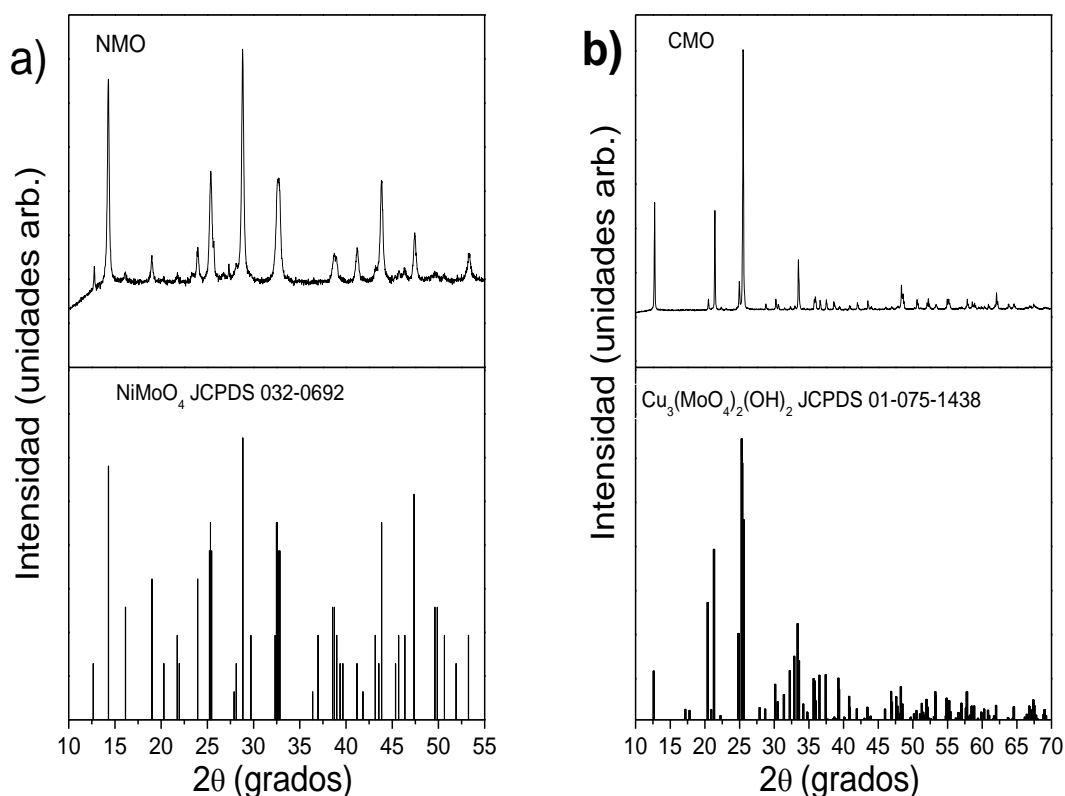 a)
NMO
Intensidad (unidades arb.)
NiMoO₄ JCPDS 032-0692
10 15 20 25 30 35 40 45 50 55
2θ (grados)
b)
CMO
Intensidad (unidades arb.)
Cu₃(MoO₄)₂(OH)₂ JCPDS 01-075-1438
10 15 20 25 30 35 40 45 50 55 60 65 70
2θ (grados)